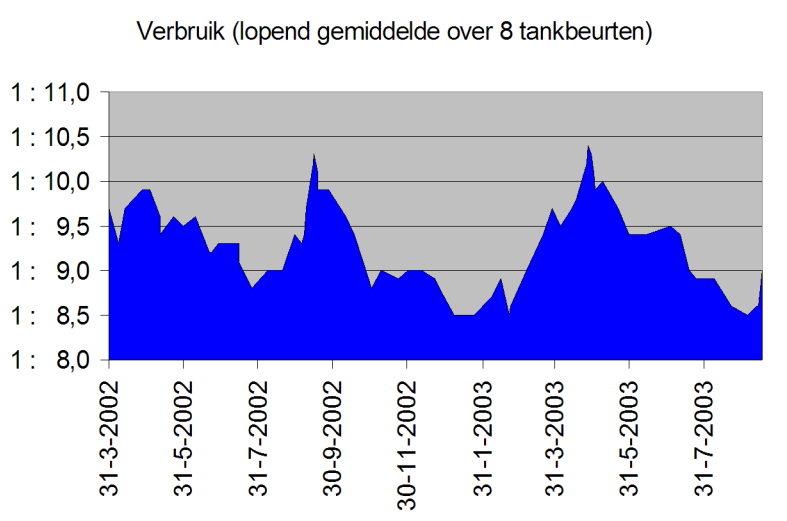 Verbruik (lopend gemiddelde over 8 tankbeurten)
1 : 11,0
1 : 10,5
1 : 10,0
1 : 9,5
1 : 9,0
1 : 8,5
1 : 8,0
31-3-2002
31-5-2002
31-7-2002
30-9-2002
30-11-2002
31-1-2003
31-3-2003
31-5-2003
31-7-2003